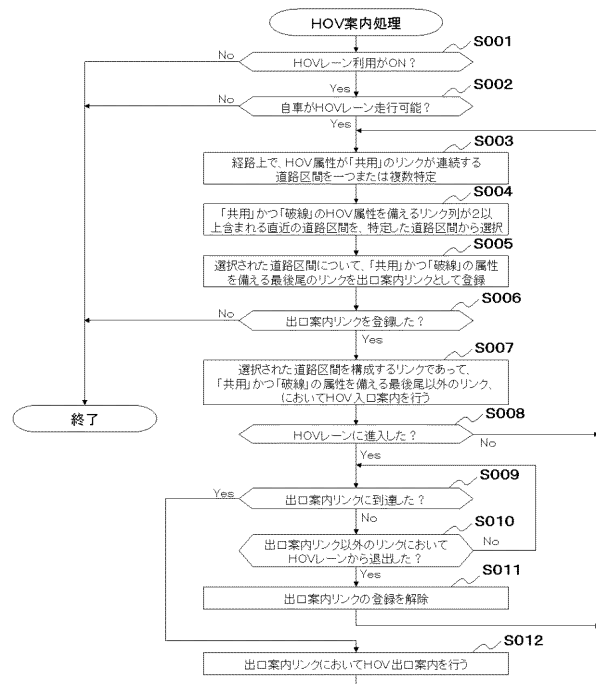 HOV案内処理
S001
HOVレーン利用がON？
No
Yes
S002
自車がHOVレーン走行可能？
No
Yes
S003
経路上で、HOV属性が「共用」のリンクが連続する
道路区間を一つまたは複数特定
S004
「共用」かつ「破線」のHOV属性を備えるリンク列が2以
上含まれる直近の道路区間を、特定した道路区間から選択
S005
選択された道路区間について、「共用」かつ「破線」の属性
を備える最後尾のリンクを出口案内リンクとして登録
S006
出口案内リンクを登録した？
No
Yes
S007
選択された道路区間を構成するリンクであって、
「共用」かつ「破線」の属性を備える最後尾以外のリンク、
においてHOV入口案内を行う
終了
S008
HOVレーンに進入した？
No
Yes
S009
出口案内リンクに到達した？
Yes
No
S010
出口案内リンク以外のリンクにおいて
HOVレーンから退出した？
No
Yes
S011
出口案内リンクの登録を解除
S012
出口案内リンクにおいてHOV出口案内を行う